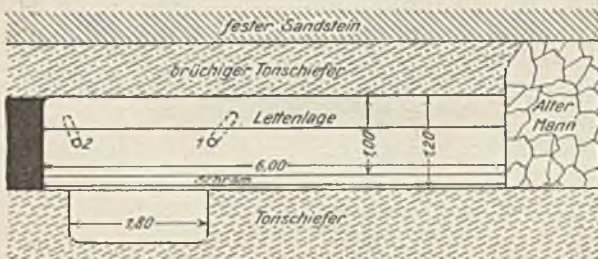 fester Sandstein
brüchiger Tonschiefer
Lettenlage
Alter
Mann
2
1
1,00
1,20
6,00
Schram
1,80
Tonschiefer